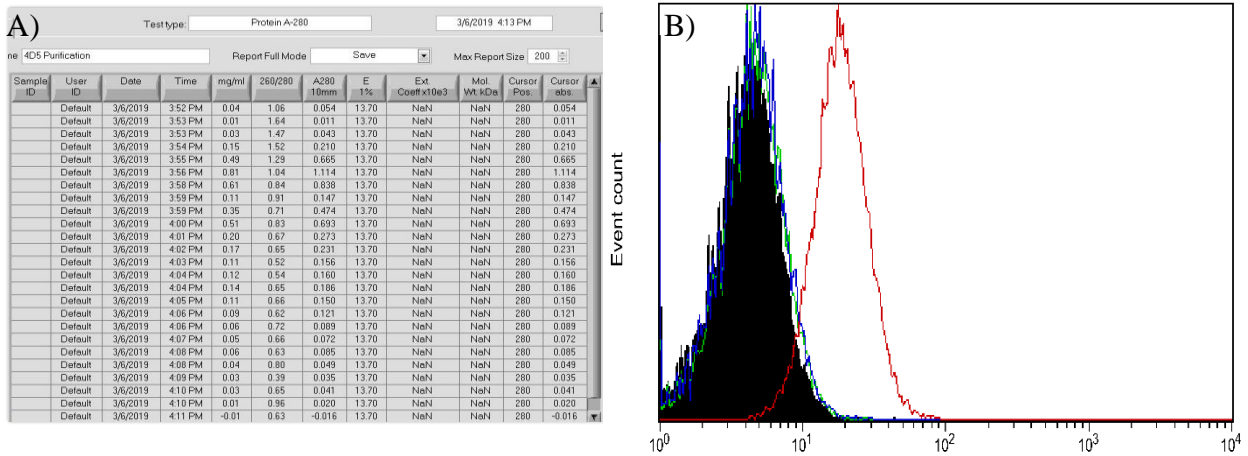 A)
Test type: Protein A-280 3/6/2019 4:13 PM
ne 4D5 Purification Report Full Mode Save Max Report Size 200
Sample ID User ID Date Time mg/ml 260/280 A280 10mm E 1% Ext. Coeff x10e3 Mol. Wt. kDa Cursor Pos. Cursor abs.
Default 3/6/2019 3:52 PM 0.04 1.06 0.054 13.70 NaN NaN 280 0.054
Default 3/6/2019 3:53 PM 0.01 1.64 0.011 13.70 NaN NaN 280 0.011
Default 3/6/2019 3:53 PM 0.03 1.47 0.043 13.70 NaN NaN 280 0.043
Default 3/6/2019 3:54 PM 0.15 1.52 0.210 13.70 NaN NaN 280 0.210
Default 3/6/2019 3:55 PM 0.49 1.29 0.665 13.70 NaN NaN 280 0.665
Default 3/6/2019 3:56 PM 0.81 1.04 1.114 13.70 NaN NaN 280 1.114
Default 3/6/2019 3:58 PM 0.61 0.84 0.838 13.70 NaN NaN 280 0.838
Default 3/6/2019 3:59 PM 0.11 0.91 0.147 13.70 NaN NaN 280 0.147
Default 3/6/2019 3:59 PM 0.35 0.71 0.474 13.70 NaN NaN 280 0.474
Default 3/6/2019 4:00 PM 0.51 0.83 0.693 13.70 NaN NaN 280 0.693
Default 3/6/2019 4:01 PM 0.20 0.67 0.273 13.70 NaN NaN 280 0.273
Default 3/6/2019 4:02 PM 0.17 0.65 0.231 13.70 NaN NaN 280 0.231
Default 3/6/2019 4:03 PM 0.11 0.52 0.156 13.70 NaN NaN 280 0.156
Default 3/6/2019 4:04 PM 0.12 0.54 0.160 13.70 NaN NaN 280 0.160
Default 3/6/2019 4:04 PM 0.14 0.65 0.186 13.70 NaN NaN 280 0.186
Default 3/6/2019 4:05 PM 0.11 0.66 0.150 13.70 NaN NaN 280 0.150
Default 3/6/2019 4:06 PM 0.09 0.62 0.121 13.70 NaN NaN 280 0.121
Default 3/6/2019 4:06 PM 0.06 0.72 0.089 13.70 NaN NaN 280 0.089
Default 3/6/2019 4:07 PM 0.05 0.66 0.072 13.70 NaN NaN 280 0.072
Default 3/6/2019 4:08 PM 0.06 0.63 0.085 13.70 NaN NaN 280 0.085
Default 3/6/2019 4:08 PM 0.04 0.80 0.049 13.70 NaN NaN 280 0.049
Default 3/6/2019 4:09 PM 0.03 0.39 0.035 13.70 NaN NaN 280 0.035
Default 3/6/2019 4:10 PM 0.03 0.65 0.041 13.70 NaN NaN 280 0.041
Default 3/6/2019 4:10 PM 0.01 0.96 0.020 13.70 NaN NaN 280 0.020
Default 3/6/2019 4:11 PM -0.01 0.63 -0.016 13.70 NaN NaN 280 -0.016
B)
Event count
10^0 10^1 10^2 10^3 10^4